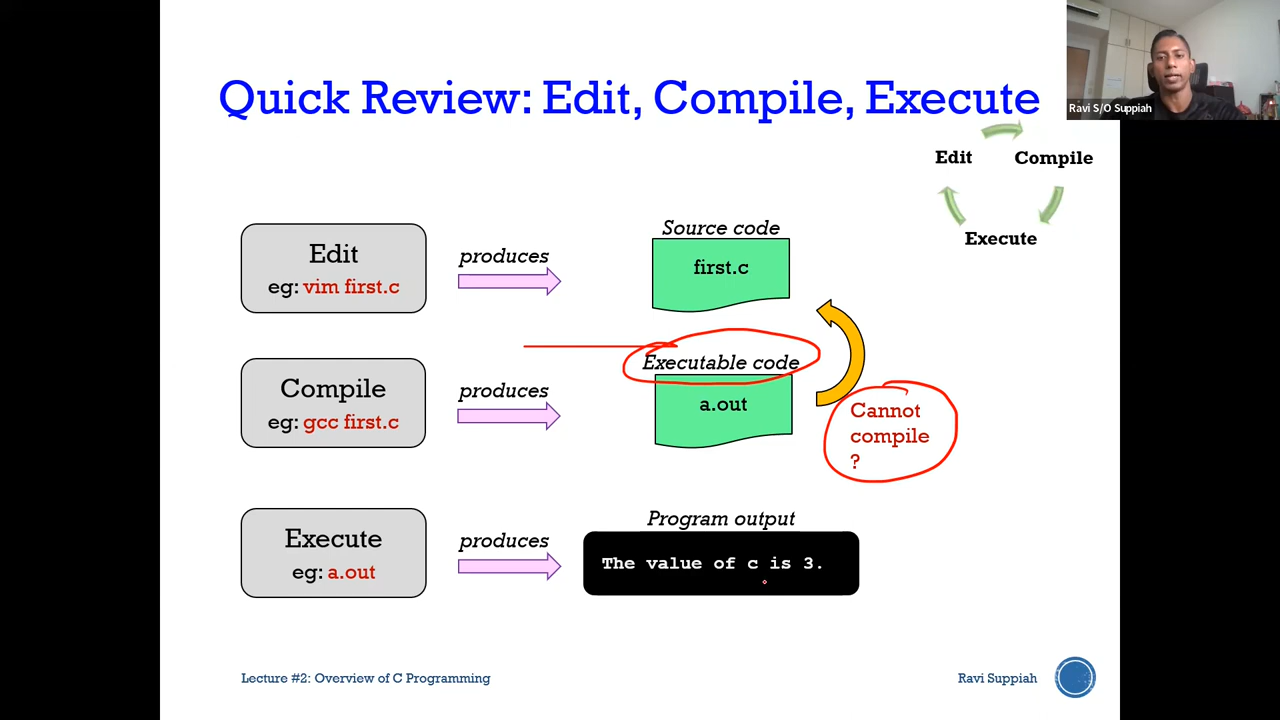 Quick Review: Edit, Compile, Execute
Ravi S/O Suppiah
Edit
Compile
Execute
Edit
eg: vim first.c
produces
Source code
first.c
Compile
eg: gcc first.c
produces
Executable code
a.out
Cannot
compile
?
Execute
eg: a.out
produces
Program output
The value of c is 3.
Lecture #2: Overview of C Programming
Ravi Suppiah